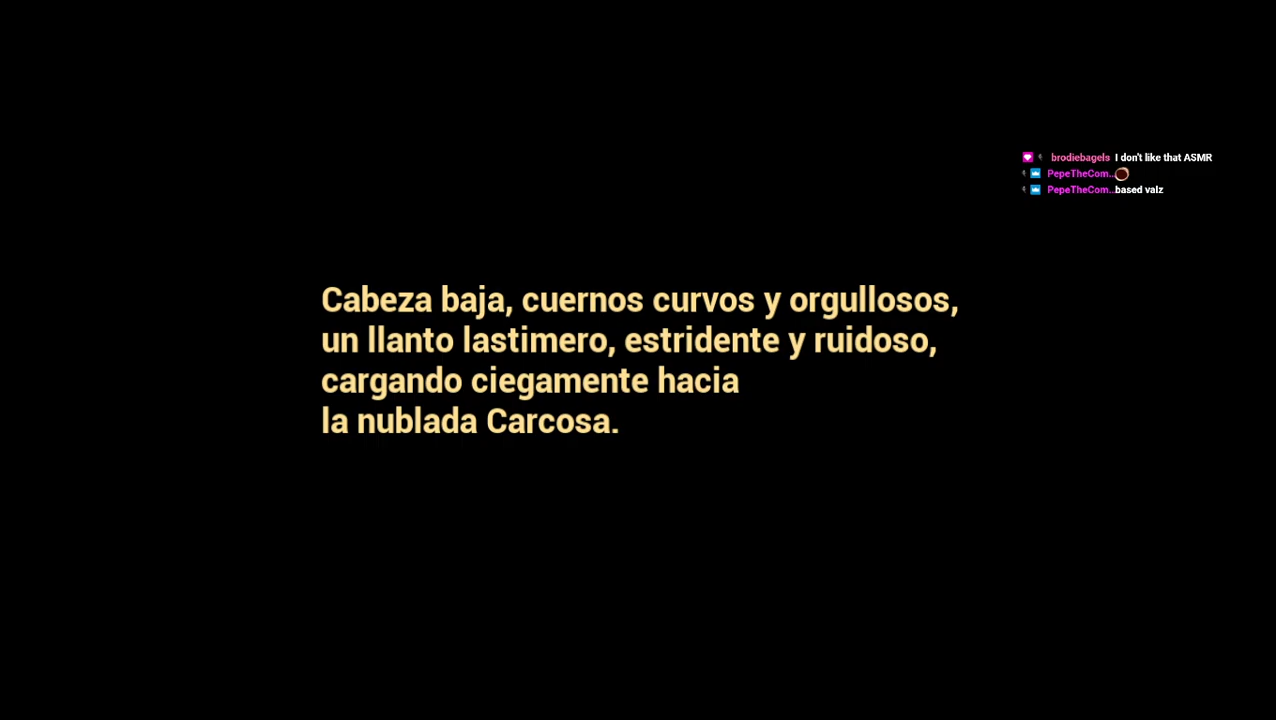 brodiebagels I don't like that ASMR
PepeTheCom...
PepeTheCom...based valz
Cabeza baja, cuernos curvos y orgullosos,
un llanto lastimero, estridente y ruidoso,
cargando ciegamente hacia
la nublada Carcosa.